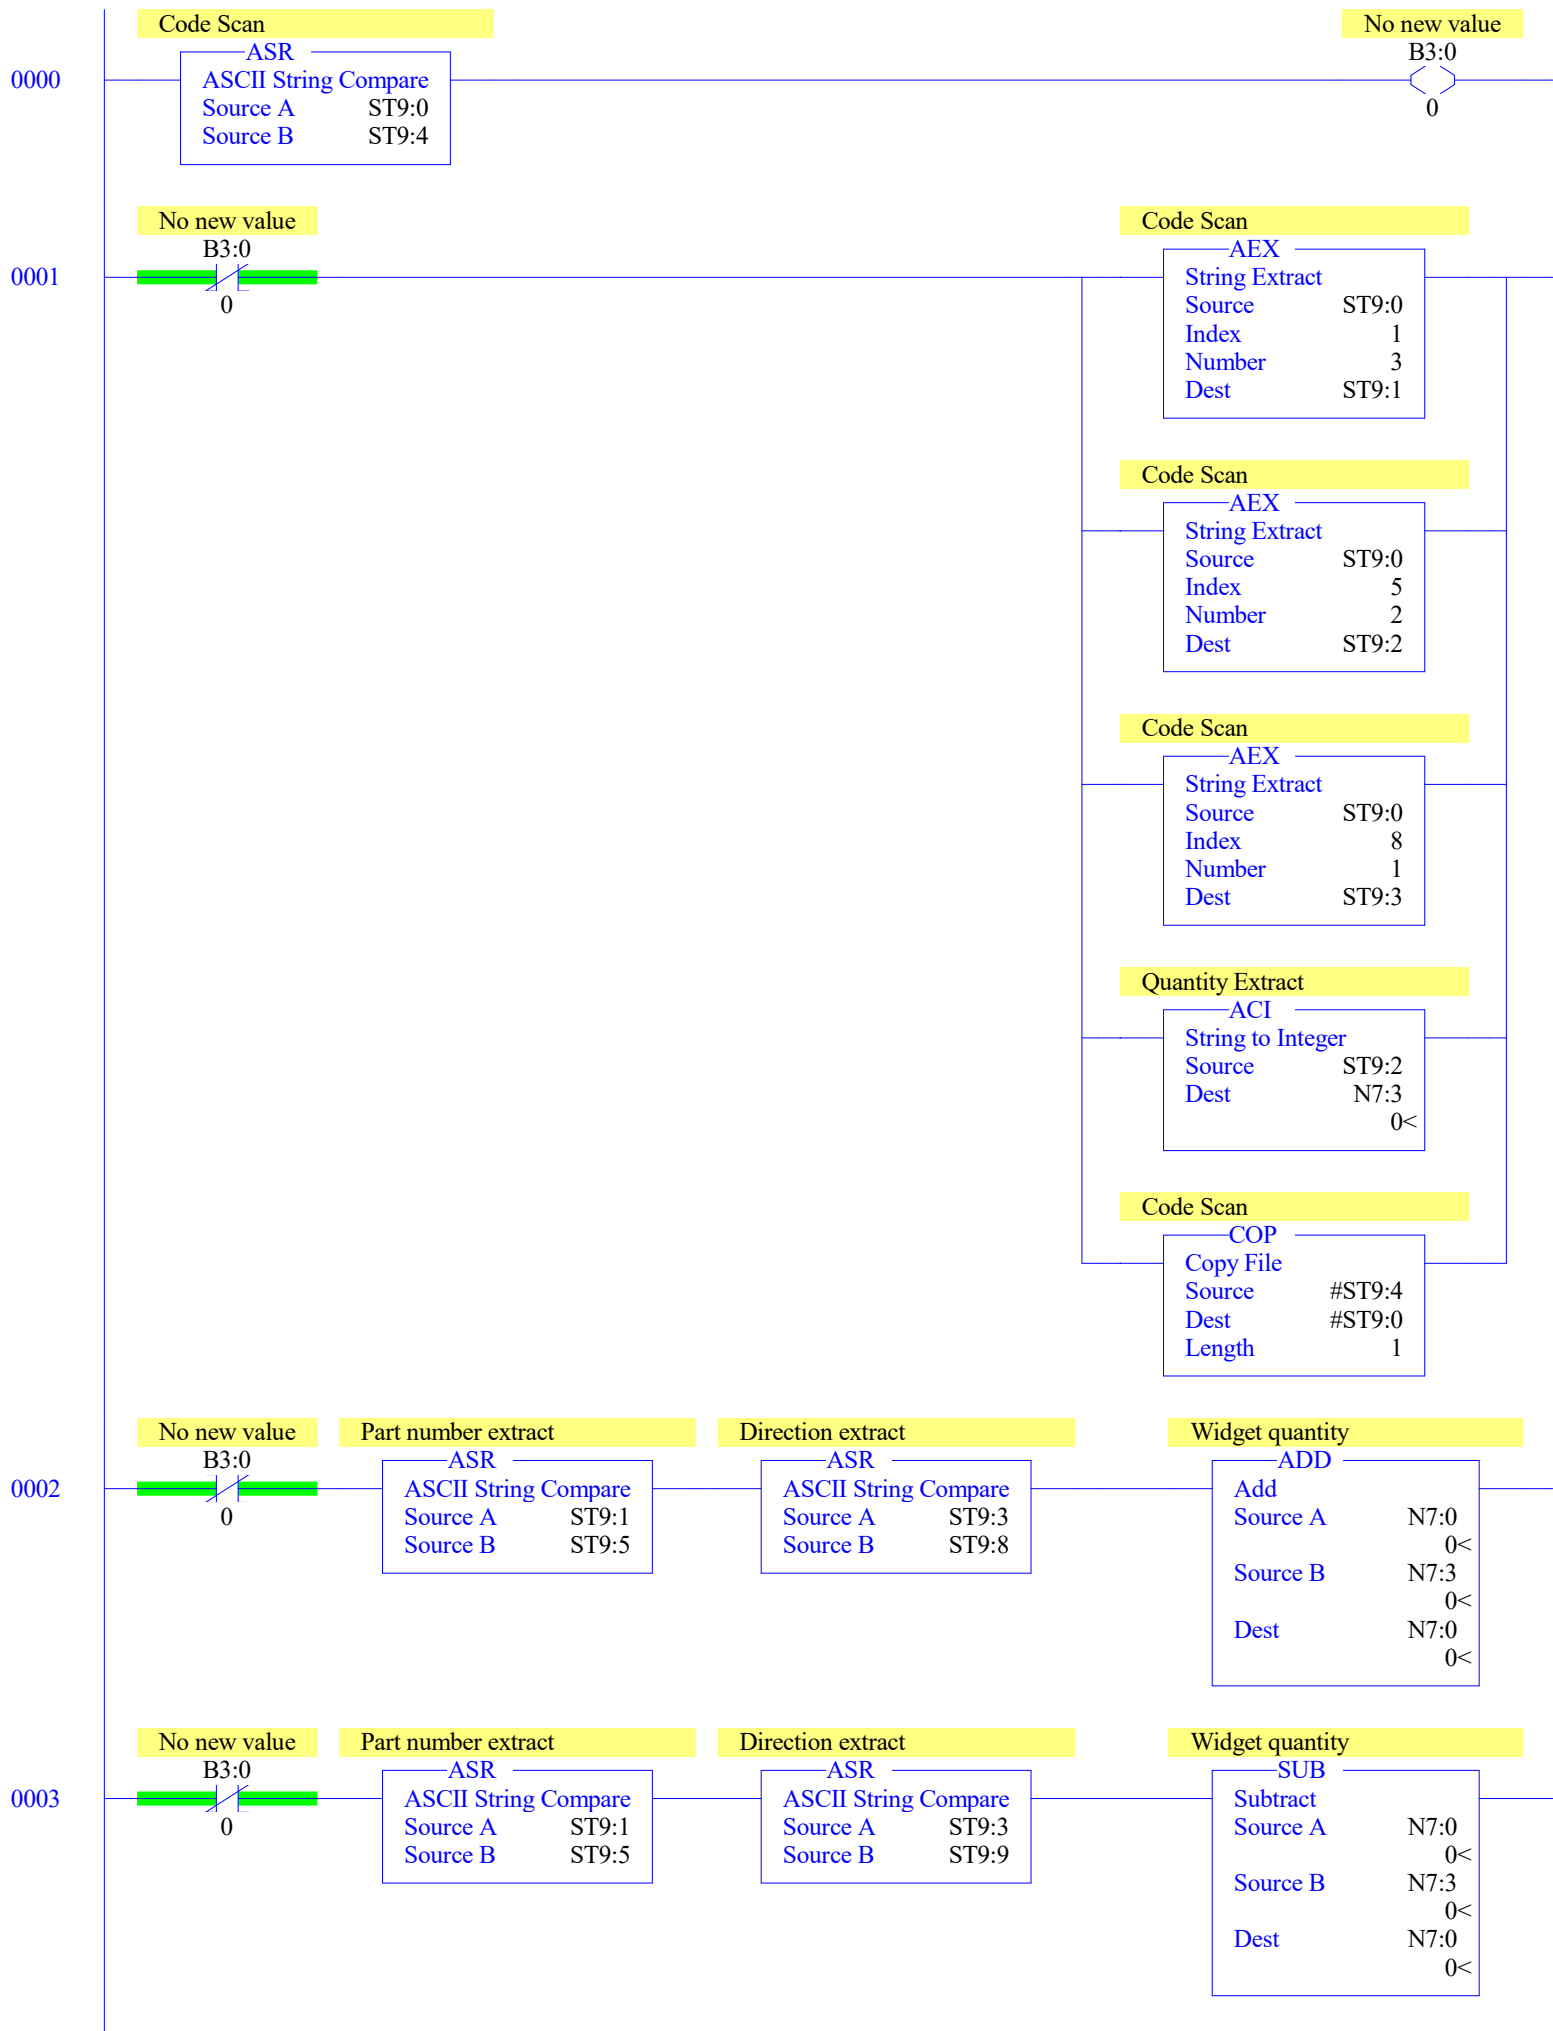 Code Scan
No new value
ASR
B3:0
0000
ASCII String Compare
Source A ST9:0
0
Source B ST9:4
No new value
Code Scan
B3:0
AEX
0001
String Extract
0
Source ST9:0
Index 1
Number 3
Dest ST9:1
Code Scan
AEX
String Extract
Source ST9:0
Index 5
Number 2
Dest ST9:2
Code Scan
AEX
String Extract
Source ST9:0
Index 8
Number 1
Dest ST9:3
Quantity Extract
ACI
String to Integer
Source ST9:2
Dest N7:3
0<
Code Scan
COP
Copy File
Source #ST9:4
Dest #ST9:0
Length 1
No new value Part number extract Direction extract Widget quantity
B3:0 ASR ASR ADD
0002 ASCII String Compare ASCII String Compare Add
0 Source A ST9:1 Source A ST9:3 Source A N7:0
Source B ST9:5 Source B ST9:8 0<
Source B N7:3
0<
Dest N7:0
0<
No new value Part number extract Direction extract Widget quantity
B3:0 ASR ASR SUB
0003 ASCII String Compare ASCII String Compare Subtract
0 Source A ST9:1 Source A ST9:3 Source A N7:0
Source B ST9:5 Source B ST9:9 0<
Source B N7:3
0<
Dest N7:0
0<